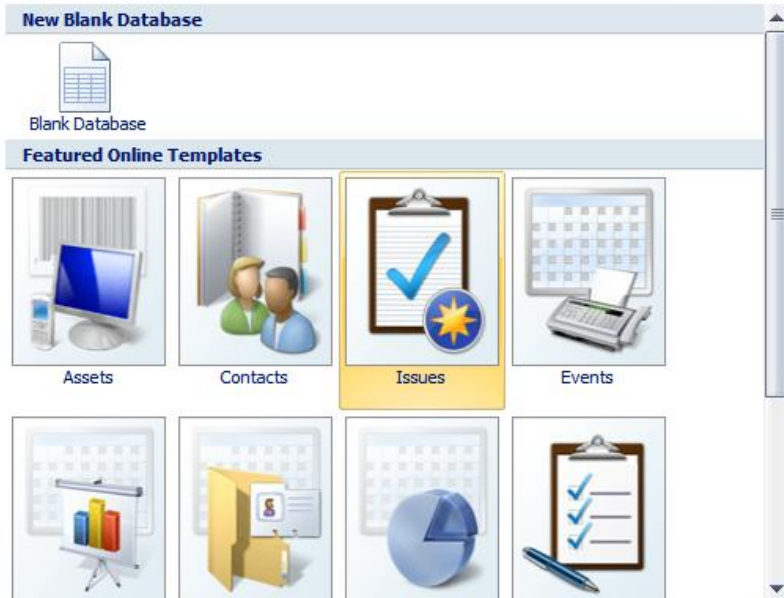 New Blank Database
Blank Database
Featured Online Templates
Assets
Contacts
Issues
Events